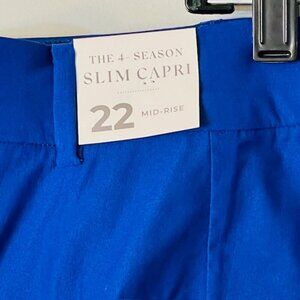 THE 4-SEASON
SLIM CAPRI
22 MID-RISE